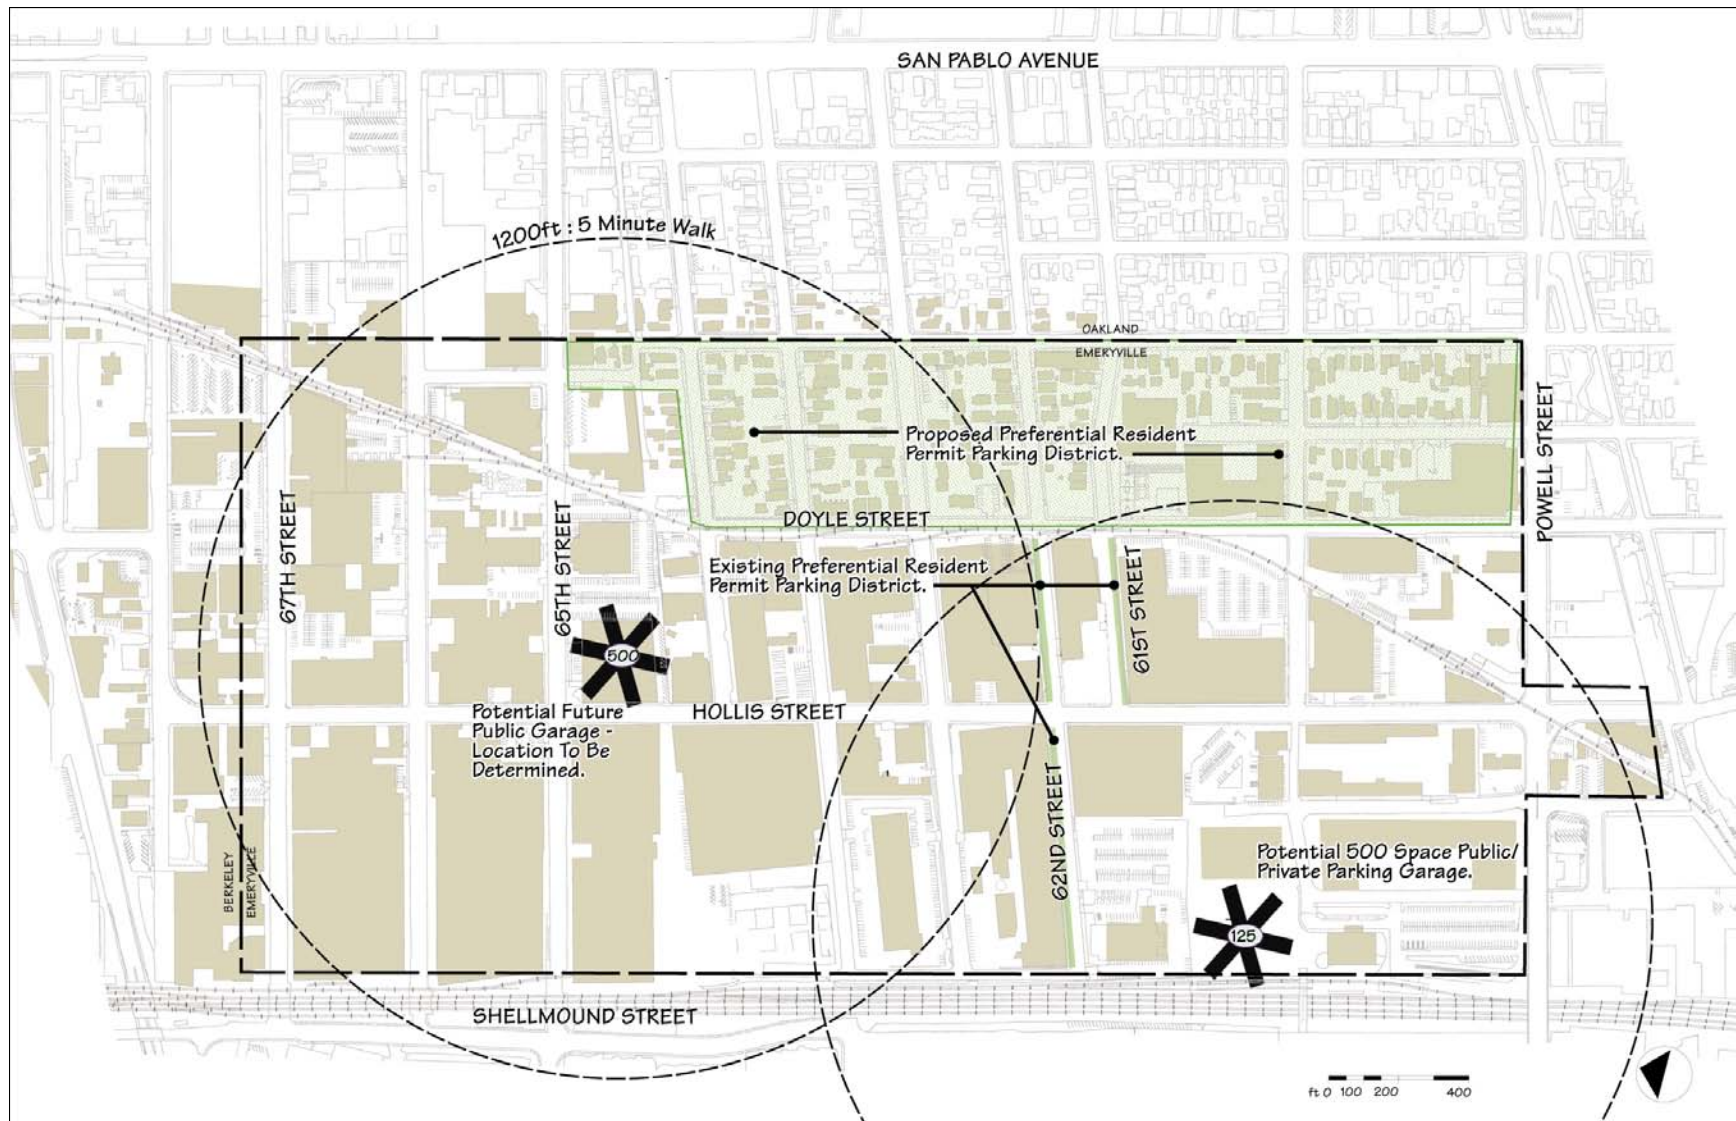 SAN PABLO AVENUE
1200ft : 5 Minute Walk
OAKLAND
EMERYVILLE
POWELL STREET
Proposed Preferential Resident
Permit Parking District.
67TH STREET
65TH STREET
DOYLE STREET
Existing Preferential Resident
Permit Parking District.
61ST STREET
500
HOLLIS STREET
Potential Future
Public Garage -
Location To Be
Determined.
62ND STREET
BERKELEY
EMERYVILLE
Potential 500 Space Public/
Private Parking Garage.
125
SHELLMOUND STREET
ft 0 100 200 400